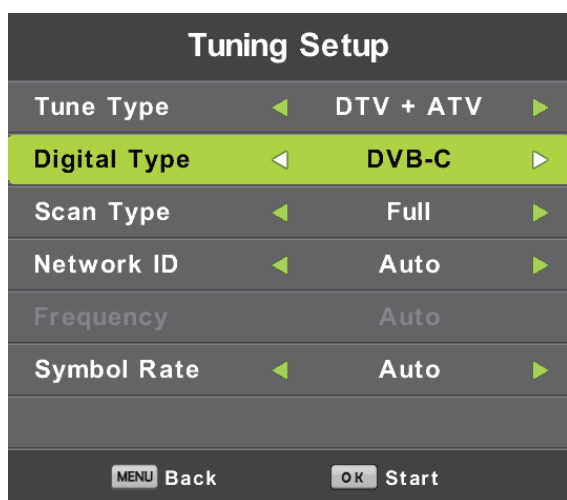 Tuning Setup
Tune Type DTV + ATV
Digital Type DVB-C
Scan Type Full
Network ID Auto
Frequency Auto
Symbol Rate Auto
MENU Back OK Start